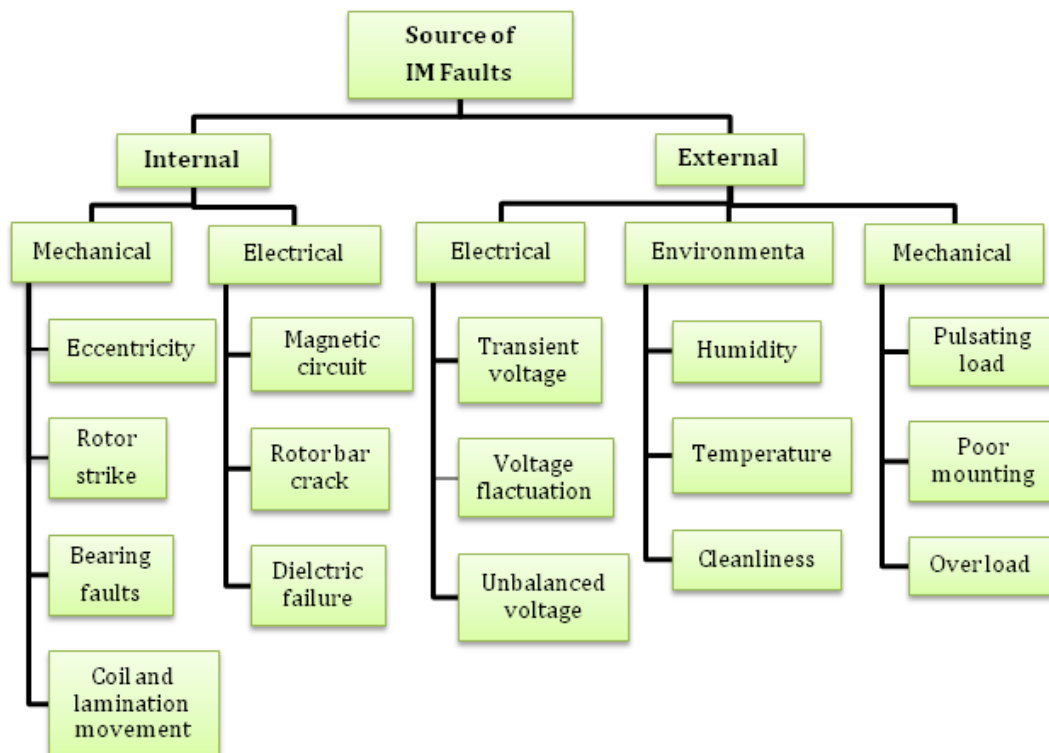 Source of
IM Faults
Internal
External
Mechanical
Electrical
Electrical
Environmenta
Mechanical
Eccentricity
Rotor
strike
Bearing
faults
Coil and
lamination
movement
Magnetic
circuit
Rotor bar
crack
Dielctric
failure
Transient
voltage
Voltage
flactuation
Unbalanced
voltage
Humidity
Temperature
Cleanliness
Pulsating
load
Poor
mounting
Overload